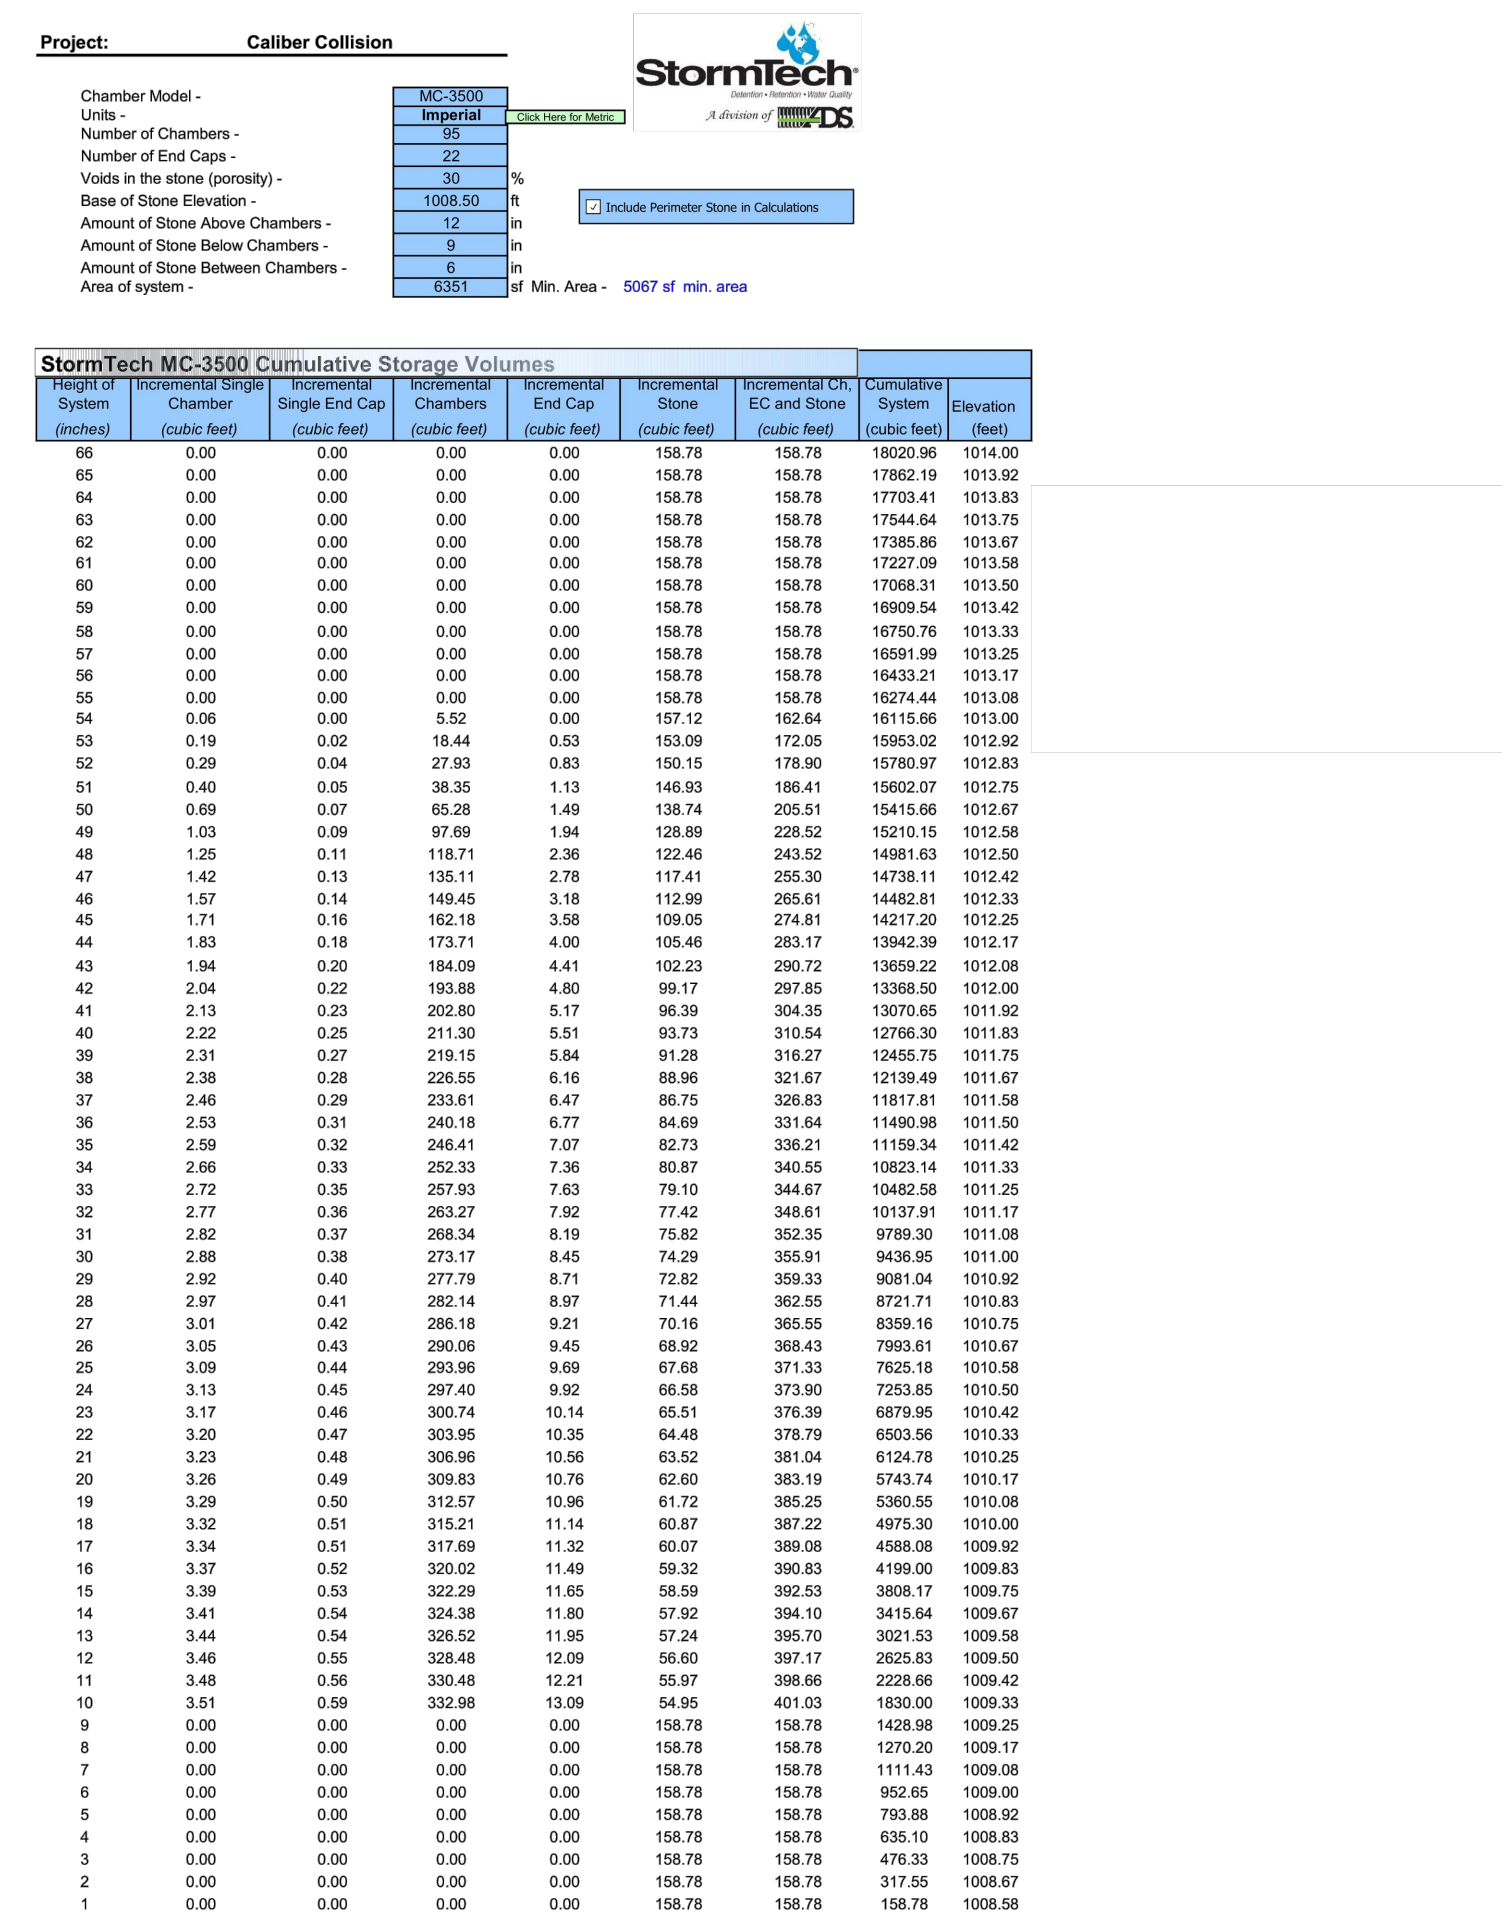 Project: Caliber Collision
StormTech®
Detention • Retention • Water Quality
A division of ADS
Chamber Model - MC-3500
Units - Imperial Click Here for Metric
Number of Chambers - 95
Number of End Caps - 22
Voids in the stone (porosity) - 30 %
Base of Stone Elevation - 1008.50 ft
Include Perimeter Stone in Calculations
Amount of Stone Above Chambers - 12 in
Amount of Stone Below Chambers - 9 in
Amount of Stone Between Chambers - 6 in
Area of system - 6351 sf Min. Area - 5067 sf min. area
StormTech MC-3500 Cumulative Storage Volumes
Height of Incremental Single Incremental Incremental Incremental Incremental Incremental Ch, Cumulative
System Chamber Single End Cap Chambers End Cap Stone EC and Stone System Elevation
(inches) (cubic feet) (cubic feet) (cubic feet) (cubic feet) (cubic feet) (cubic feet) (cubic feet) (feet)
66 0.00 0.00 0.00 0.00 158.78 158.78 18020.96 1014.00
65 0.00 0.00 0.00 0.00 158.78 158.78 17862.19 1013.92
64 0.00 0.00 0.00 0.00 158.78 158.78 17703.41 1013.83
63 0.00 0.00 0.00 0.00 158.78 158.78 17544.64 1013.75
62 0.00 0.00 0.00 0.00 158.78 158.78 17385.86 1013.67
61 0.00 0.00 0.00 0.00 158.78 158.78 17227.09 1013.58
60 0.00 0.00 0.00 0.00 158.78 158.78 17068.31 1013.50
59 0.00 0.00 0.00 0.00 158.78 158.78 16909.54 1013.42
58 0.00 0.00 0.00 0.00 158.78 158.78 16750.76 1013.33
57 0.00 0.00 0.00 0.00 158.78 158.78 16591.99 1013.25
56 0.00 0.00 0.00 0.00 158.78 158.78 16433.21 1013.17
55 0.00 0.00 0.00 0.00 158.78 158.78 16274.44 1013.08
54 0.06 0.00 5.52 0.00 157.12 162.64 16115.66 1013.00
53 0.19 0.02 18.44 0.53 153.09 172.05 15953.02 1012.92
52 0.29 0.04 27.93 0.83 150.15 178.90 15780.97 1012.83
51 0.40 0.05 38.35 1.13 146.93 186.41 15602.07 1012.75
50 0.69 0.07 65.28 1.49 138.74 205.51 15415.66 1012.67
49 1.03 0.09 97.69 1.94 128.89 228.52 15210.15 1012.58
48 1.25 0.11 118.71 2.36 122.46 243.52 14981.63 1012.50
47 1.42 0.13 135.11 2.78 117.41 255.30 14738.11 1012.42
46 1.57 0.14 149.45 3.18 112.99 265.61 14482.81 1012.33
45 1.71 0.16 162.18 3.58 109.05 274.81 14217.20 1012.25
44 1.83 0.18 173.71 4.00 105.46 283.17 13942.39 1012.17
43 1.94 0.20 184.09 4.41 102.23 290.72 13659.22 1012.08
42 2.04 0.22 193.88 4.80 99.17 297.85 13368.50 1012.00
41 2.13 0.23 202.80 5.17 96.39 304.35 13070.65 1011.92
40 2.22 0.25 211.30 5.51 93.73 310.54 12766.30 1011.83
39 2.31 0.27 219.15 5.84 91.28 316.27 12455.75 1011.75
38 2.38 0.28 226.55 6.16 88.96 321.67 12139.49 1011.67
37 2.46 0.29 233.61 6.47 86.75 326.83 11817.81 1011.58
36 2.53 0.31 240.18 6.77 84.69 331.64 11490.98 1011.50
35 2.59 0.32 246.41 7.07 82.73 336.21 11159.34 1011.42
34 2.66 0.33 252.33 7.36 80.87 340.55 10823.14 1011.33
33 2.72 0.35 257.93 7.63 79.10 344.67 10482.58 1011.25
32 2.77 0.36 263.27 7.92 77.42 348.61 10137.91 1011.17
31 2.82 0.37 268.34 8.19 75.82 352.35 9789.30 1011.08
30 2.88 0.38 273.17 8.45 74.29 355.91 9436.95 1011.00
29 2.92 0.40 277.79 8.71 72.82 359.33 9081.04 1010.92
28 2.97 0.41 282.14 8.97 71.44 362.55 8721.71 1010.83
27 3.01 0.42 286.18 9.21 70.16 365.55 8359.16 1010.75
26 3.05 0.43 290.06 9.45 68.92 368.43 7993.61 1010.67
25 3.09 0.44 293.96 9.69 67.68 371.33 7625.18 1010.58
24 3.13 0.45 297.40 9.92 66.58 373.90 7253.85 1010.50
23 3.17 0.46 300.74 10.14 65.51 376.39 6879.95 1010.42
22 3.20 0.47 303.95 10.35 64.48 378.79 6503.56 1010.33
21 3.23 0.48 306.96 10.56 63.52 381.04 6124.78 1010.25
20 3.26 0.49 309.83 10.76 62.60 383.19 5743.74 1010.17
19 3.29 0.50 312.57 10.96 61.72 385.25 5360.55 1010.08
18 3.32 0.51 315.21 11.14 60.87 387.22 4975.30 1010.00
17 3.34 0.51 317.69 11.32 60.07 389.08 4588.08 1009.92
16 3.37 0.52 320.02 11.49 59.32 390.83 4199.00 1009.83
15 3.39 0.53 322.29 11.65 58.59 392.53 3808.17 1009.75
14 3.41 0.54 324.38 11.80 57.92 394.10 3415.64 1009.67
13 3.44 0.54 326.52 11.95 57.24 395.70 3021.53 1009.58
12 3.46 0.55 328.48 12.09 56.60 397.17 2625.83 1009.50
11 3.48 0.56 330.48 12.21 55.97 398.66 2228.66 1009.42
10 3.51 0.59 332.98 13.09 54.95 401.03 1830.00 1009.33
9 0.00 0.00 0.00 0.00 158.78 158.78 1428.98 1009.25
8 0.00 0.00 0.00 0.00 158.78 158.78 1270.20 1009.17
7 0.00 0.00 0.00 0.00 158.78 158.78 1111.43 1009.08
6 0.00 0.00 0.00 0.00 158.78 158.78 952.65 1009.00
5 0.00 0.00 0.00 0.00 158.78 158.78 793.88 1008.92
4 0.00 0.00 0.00 0.00 158.78 158.78 635.10 1008.83
3 0.00 0.00 0.00 0.00 158.78 158.78 476.33 1008.75
2 0.00 0.00 0.00 0.00 158.78 158.78 317.55 1008.67
1 0.00 0.00 0.00 0.00 158.78 158.78 158.78 1008.58